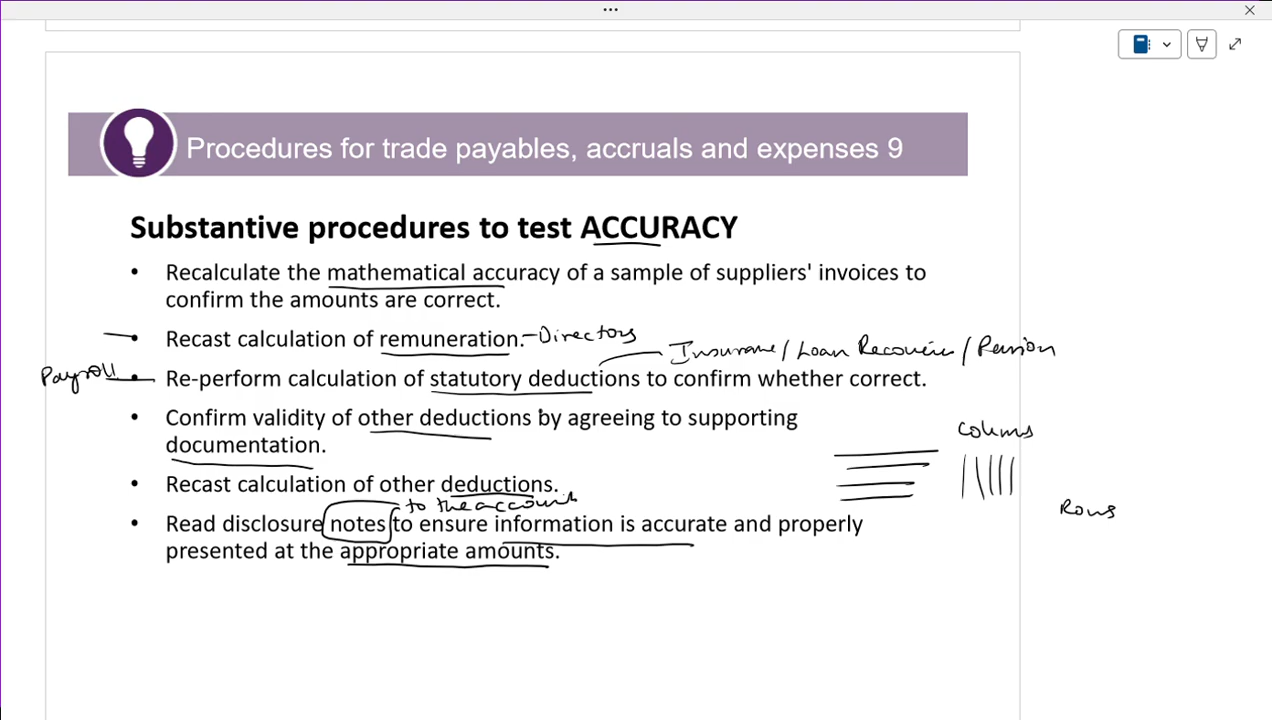 Procedures for trade payables, accruals and expenses 9
Substantive procedures to test ACCURACY
• Recalculate the mathematical accuracy of a sample of suppliers' invoices to
confirm the amounts are correct.
• Recast calculation of remuneration. - Directors
Insurance / Loan Recoveries / Pension
Payroll
• Re-perform calculation of statutory deductions to confirm whether correct.
• Confirm validity of other deductions by agreeing to supporting
documentation.
Colums
• Recast calculation of other deductions.
to the accounts
Rows
• Read disclosure notes to ensure information is accurate and properly
presented at the appropriate amounts.